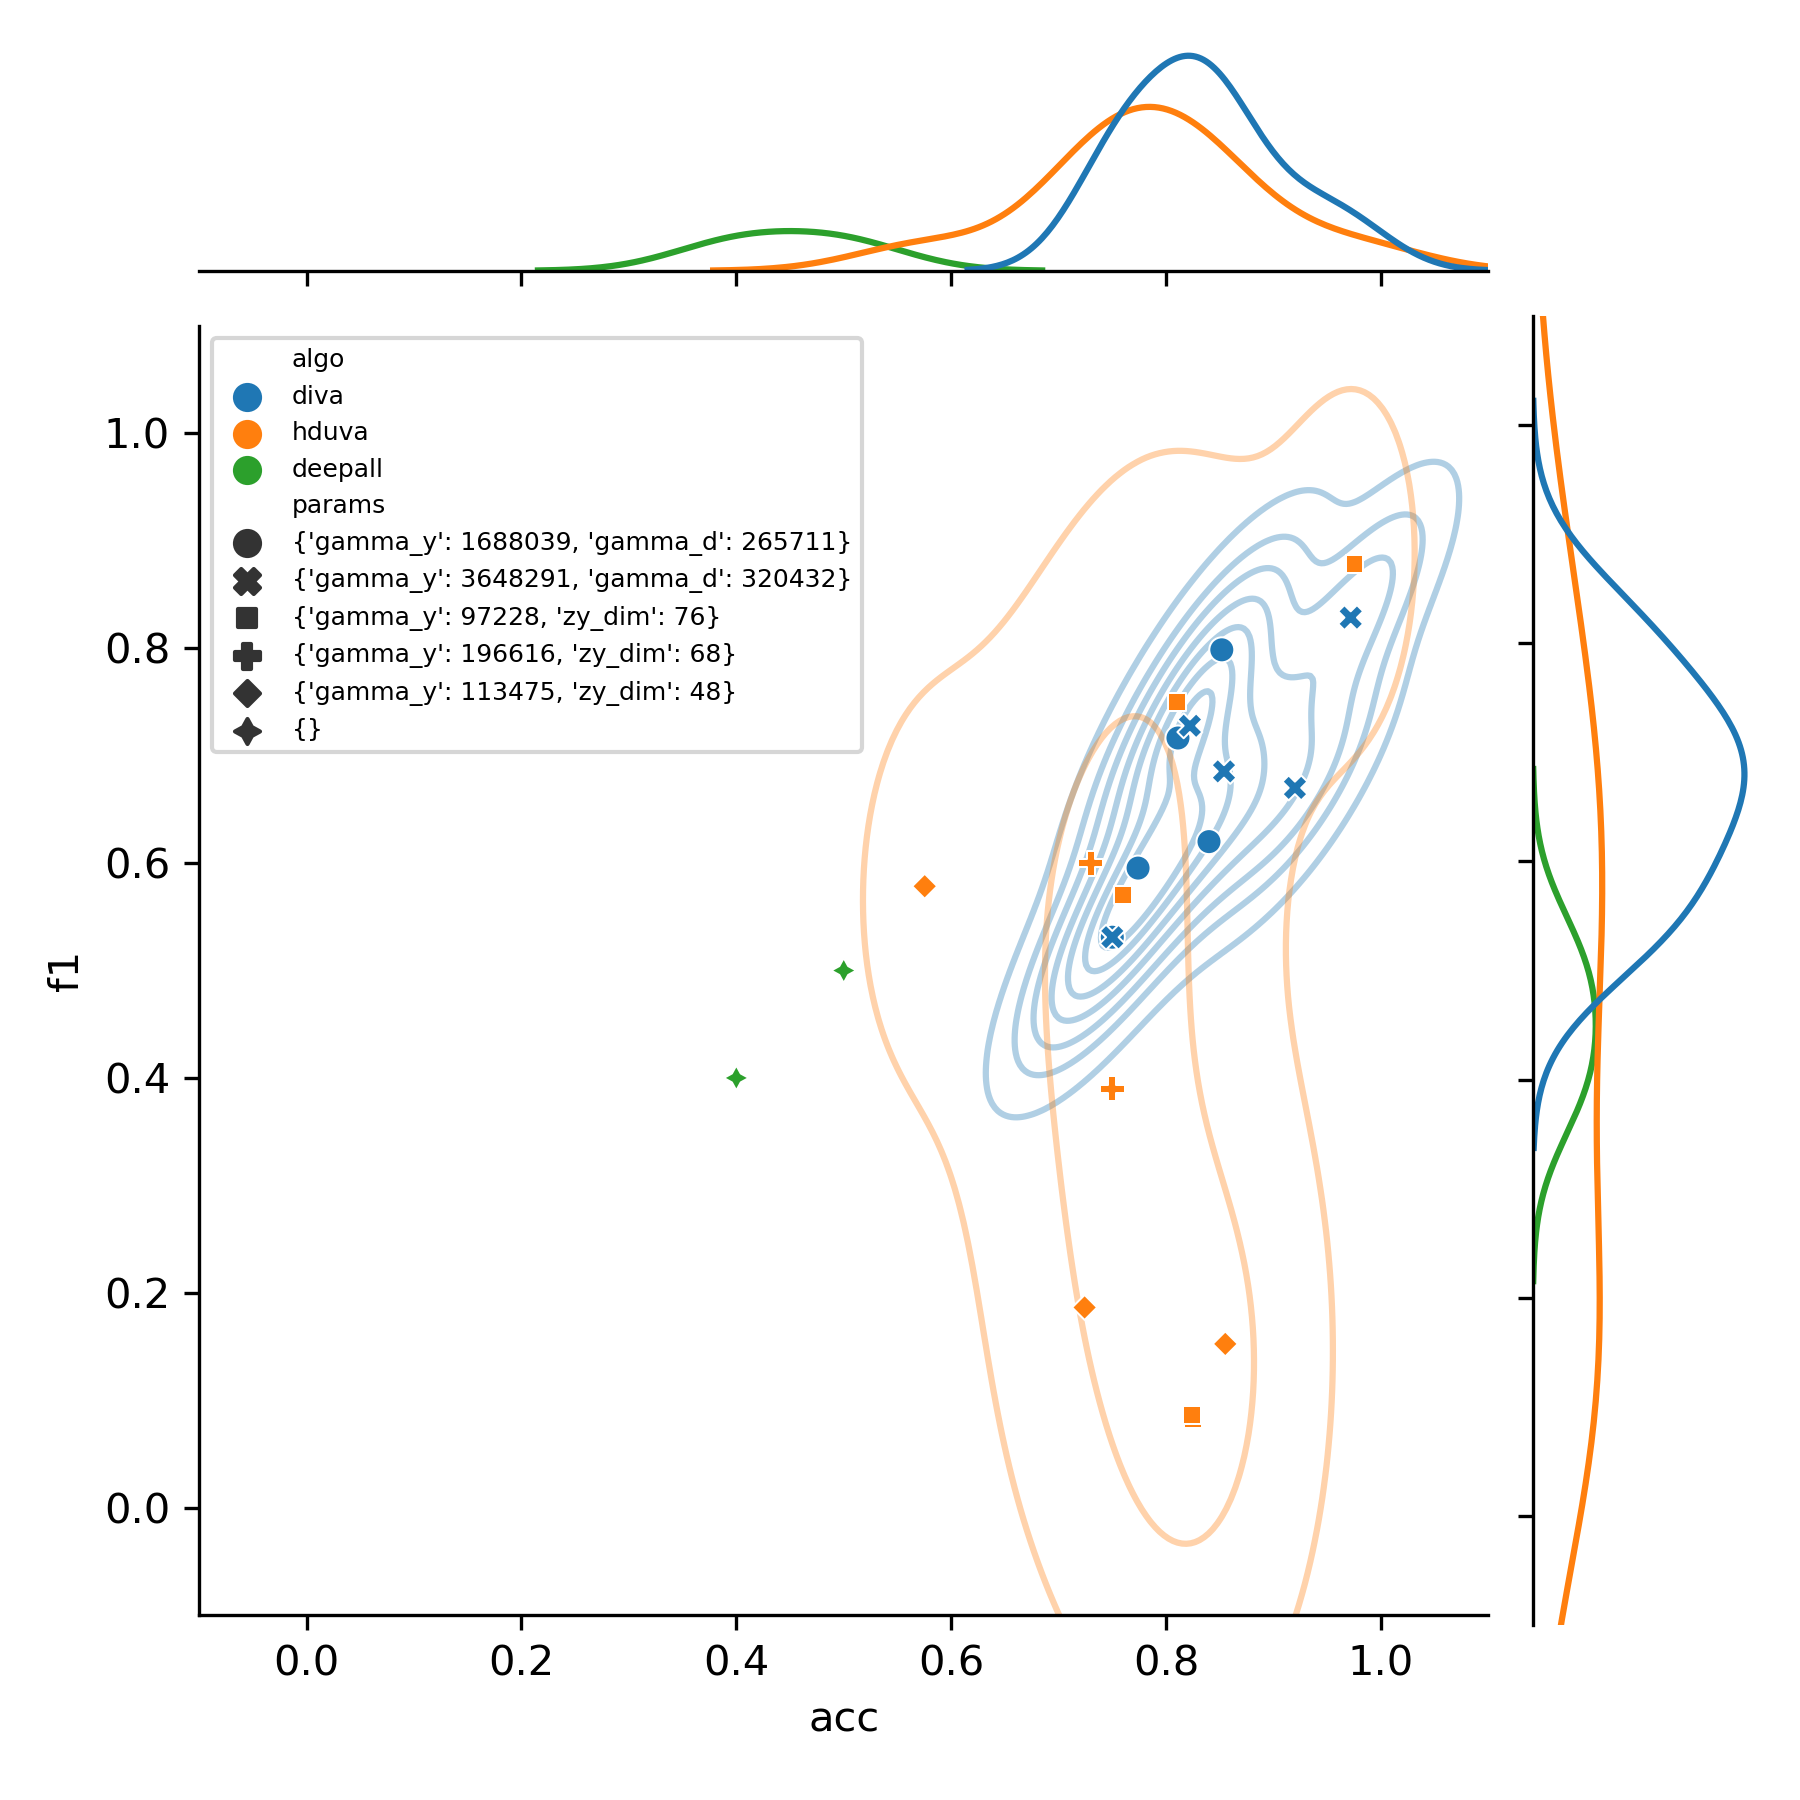 algo
diva
hduva
deepall
params
{'gamma_y': 1688039, 'gamma_d': 265711}
{'gamma_y': 3648291, 'gamma_d': 320432}
{'gamma_y': 97228, 'zy_dim': 76}
{'gamma_y': 196616, 'zy_dim': 68}
{'gamma_y': 113475, 'zy_dim': 48}
{}
1.0
0.8
0.6
0.4
0.2
0.0
f1
0.0 0.2 0.4 0.6 0.8 1.0
acc